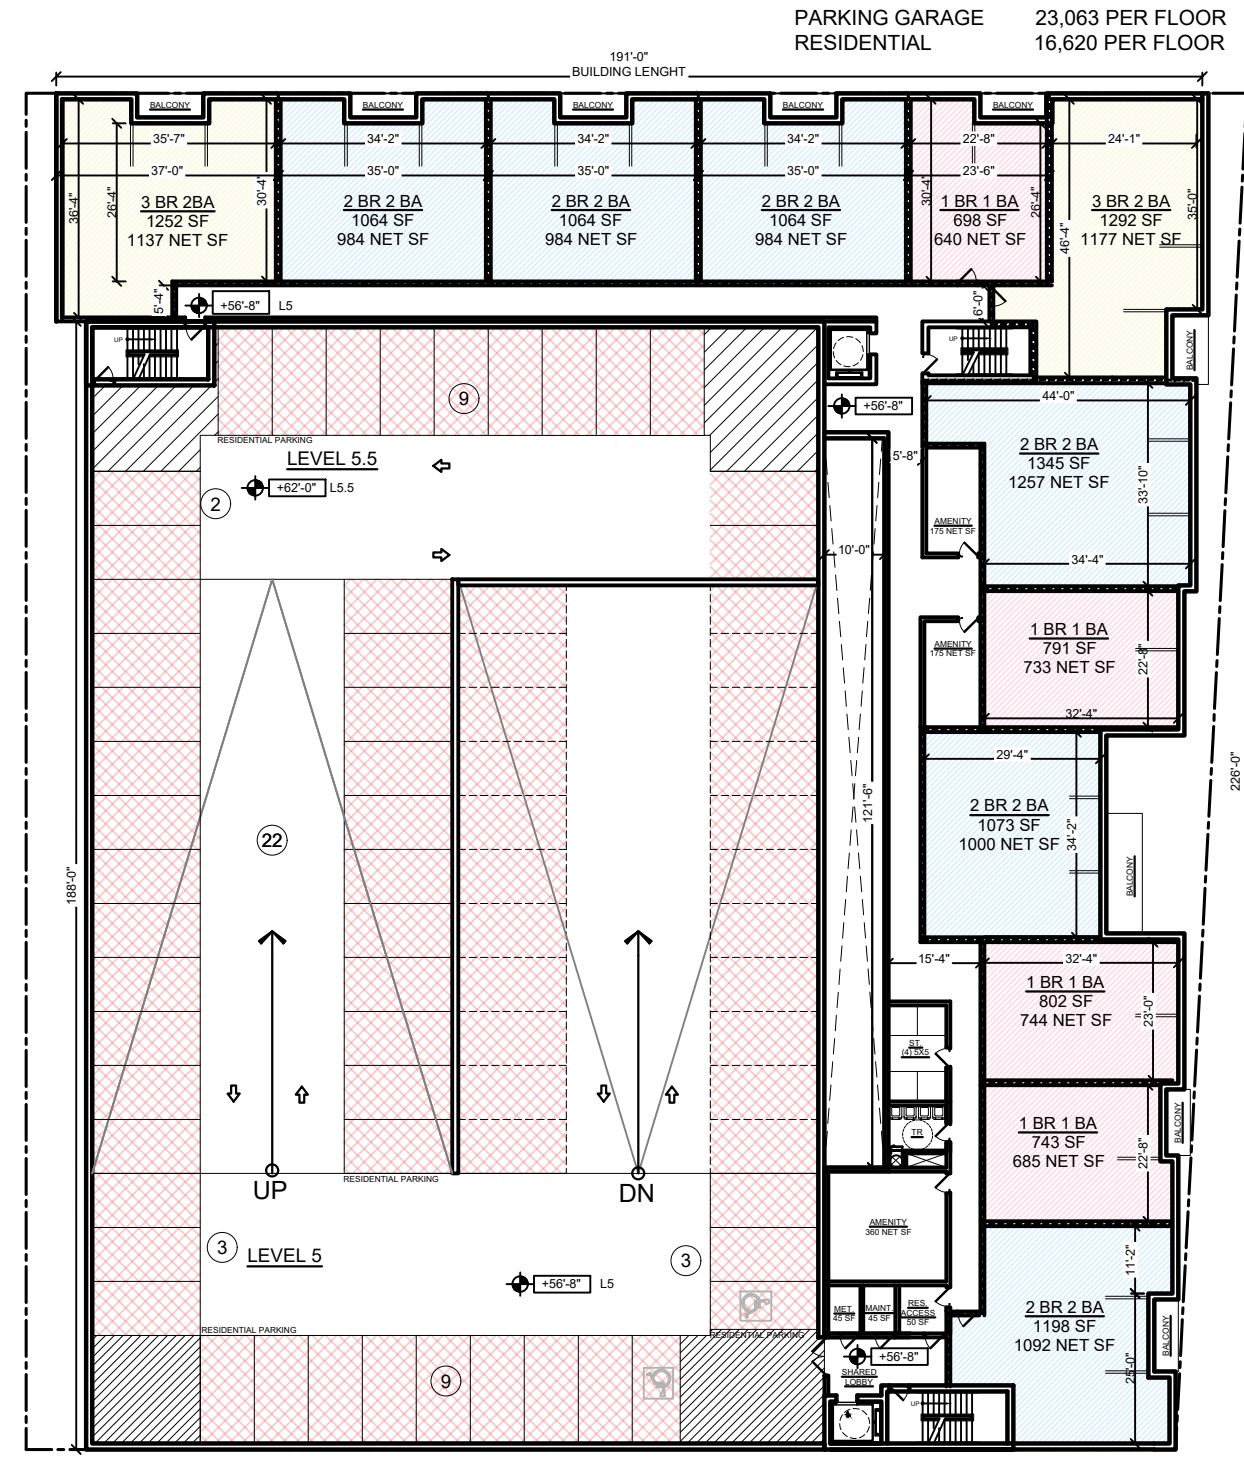 PARKING GARAGE 23,063 PER FLOOR
RESIDENTIAL 16,620 PER FLOOR
191'-0"
BUILDING LENGHT
BALCONY
BALCONY
BALCONY
BALCONY
BALCONY
35'-7"
34'-2"
34'-2"
34'-2"
22'-8"
24'-1"
37'-0"
35'-0"
35'-0"
35'-0"
23'-6"
36'-4"
26'-4"
30'-4"
30'-4"
26'-4"
46'-4"
35'-0"
3 BR 2BA
1252 SF
1137 NET SF
2 BR 2 BA
1064 SF
984 NET SF
2 BR 2 BA
1064 SF
984 NET SF
2 BR 2 BA
1064 SF
984 NET SF
1 BR 1 BA
698 SF
640 NET SF
3 BR 2 BA
1292 SF
1177 NET SF
5'-4"
+56'-8" L5
6'-0"
UP
UP
BALCONY
9
+56'-8"
44'-0"
RESIDENTIAL PARKING
LEVEL 5.5
+62'-0" L5.5
2
5'-8"
2 BR 2 BA
1345 SF
1257 NET SF
33'-10"
AMENITY
175 NET SF
10'-0"
34'-4"
1 BR 1 BA
791 SF
733 NET SF
22'-8"
AMENITY
175 NET SF
32'-4"
29'-4"
226'-0"
121'-6"
2 BR 2 BA
1073 SF
1000 NET SF
34'-2"
22
BALCONY
188'-0"
15'-4"
32'-4"
1 BR 1 BA
802 SF
744 NET SF
23'-0"
ST.
(4) 5X5
TR
1 BR 1 BA
743 SF
685 NET SF
22'-8"
BALCONY
UP
RESIDENTIAL PARKING
DN
AMENITY
360 NET SF
3
LEVEL 5
3
+56'-8" L5
11'-2"
MET.
45 SF
MAINT.
45 SF
RES.
ACCESS
50 SF
2 BR 2 BA
1198 SF
1092 NET SF
25'-0"
BALCONY
RESIDENTIAL PARKING
RESIDENTIAL PARKING
+56'-8"
SHARED
LOBBY
9
UP